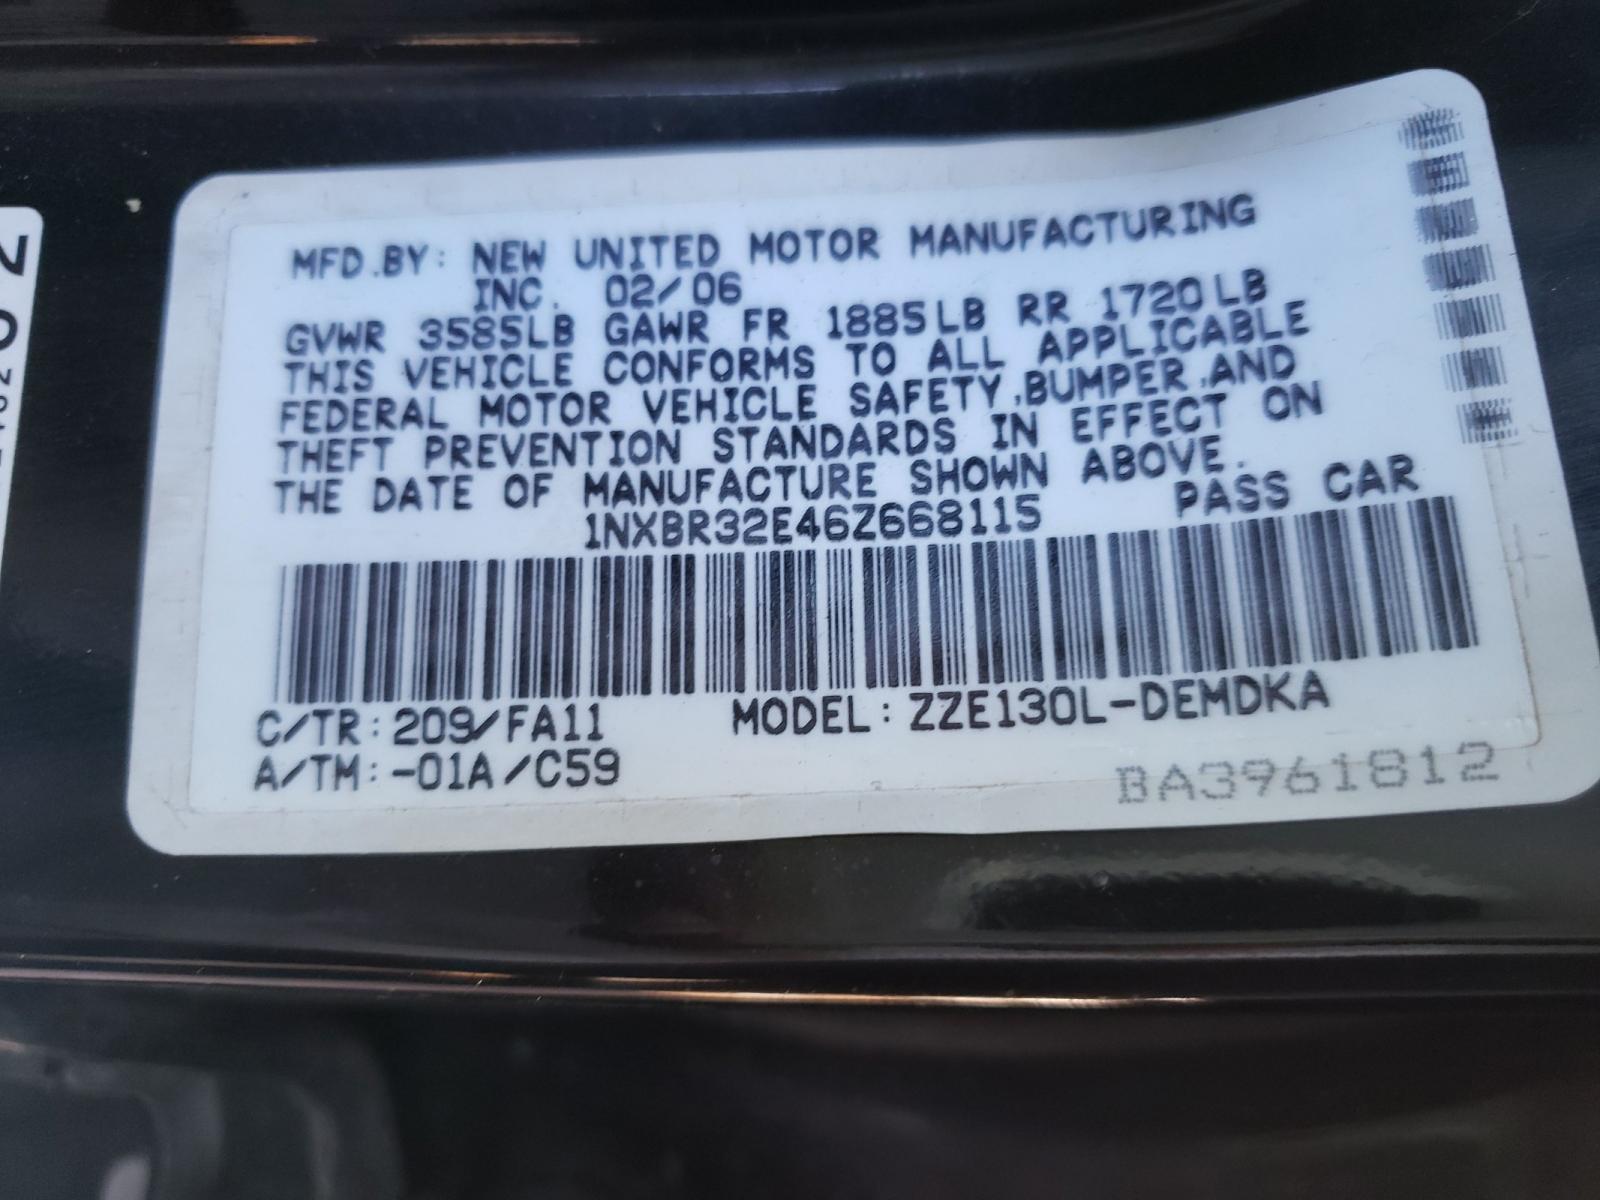 MFD.BY: NEW UNITED MOTOR MANUFACTURING
INC. 02/06
GVWR 3585LB GAWR FR 1885LB RR 1720LB
THIS VEHICLE CONFORMS TO ALL APPLICABLE
FEDERAL MOTOR VEHICLE SAFETY,BUMPER,AND
THEFT PREVENTION STANDARDS IN EFFECT ON
THE DATE OF MANUFACTURE SHOWN ABOVE.
1NXBR32E46Z668115 PASS CAR
C/TR:209/FA11 MODEL:ZZE130L-DEMDKA
A/TM:-01A/C59
BA3961812